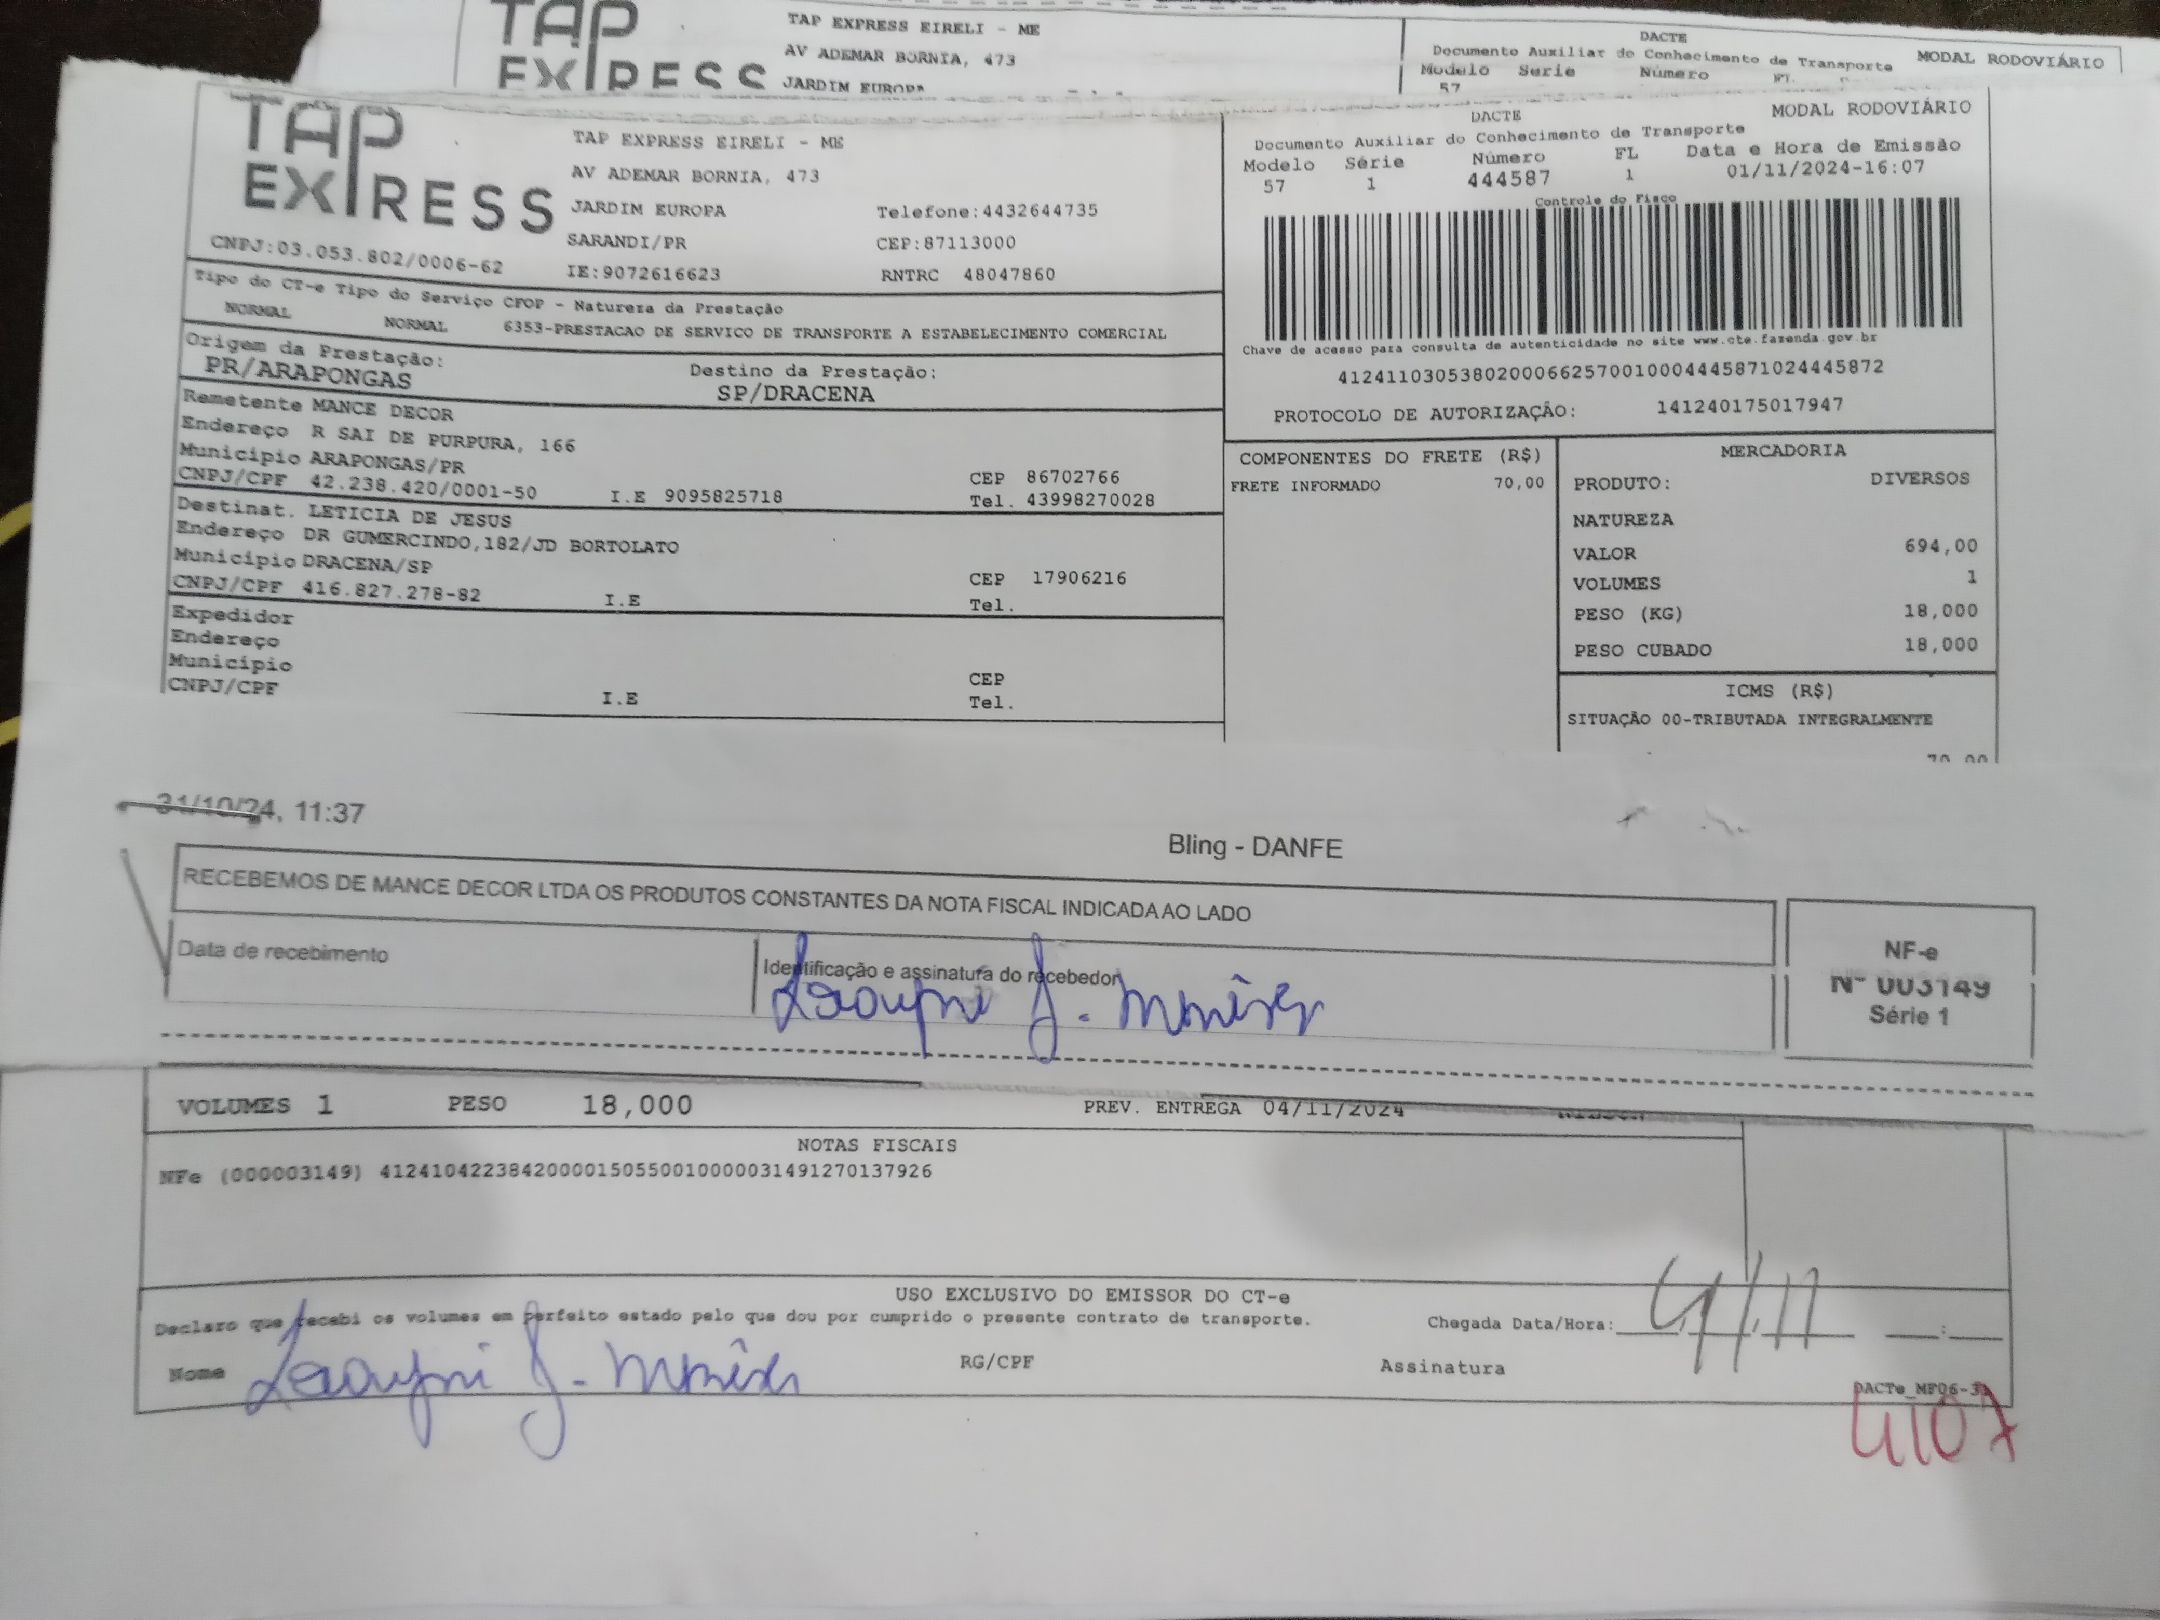 TAP EXPRESS
TAP EXPRESS EIRELI - ME
AV ADEMAR BORNIA, 473
JARDIM EUROPA
DACTE
Documento Auxiliar do Conhecimento de Transporte
MODAL RODOVIÁRIO
Modelo Serie Número FL
57
TAP EXPRESS
CNPJ:03.053.802/0006-62
TAP EXPRESS EIRELI - ME
AV ADEMAR BORNIA, 473
JARDIM EUROPA Telefone:4432644735
SARANDI/PR CEP:87113000
IE:9072616623 RNTRC 48047860
DACTE MODAL RODOVIÁRIO
Documento Auxiliar do Conhecimento de Transporte
Modelo Série Número FL Data e Hora de Emissão
57 1 444587 1 01/11/2024-16:07
Controle do Fisco
Chave de acesso para consulta de autenticidade no site www.cte.fazenda.gov.br
41241103053802000662570010004445871024445872
PROTOCOLO DE AUTORIZAÇÃO: 141240175017947
Tipo do CT-e Tipo do Serviço CFOP - Natureza da Prestação
NORMAL NORMAL 6353-PRESTACAO DE SERVICO DE TRANSPORTE A ESTABELECIMENTO COMERCIAL
Origem da Prestação: Destino da Prestação:
PR/ARAPONGAS SP/DRACENA
Remetente MANCE DECOR
Endereço R SAI DE PURPURA, 166
Município ARAPONGAS/PR CEP 86702766
CNPJ/CPF 42.238.420/0001-50 I.E 9095825718 Tel. 43998270028
Destinat. LETICIA DE JESUS
Endereço DR GUMERCINDO,182/JD BORTOLATO
Município DRACENA/SP CEP 17906216
CNPJ/CPF 416.827.278-82 I.E Tel.
Expedidor
Endereço
Município CEP
CNPJ/CPF I.E Tel.
COMPONENTES DO FRETE (R$)
FRETE INFORMADO 70,00
MERCADORIA
PRODUTO: DIVERSOS
NATUREZA
VALOR 694,00
VOLUMES 1
PESO (KG) 18,000
PESO CUBADO 18,000
ICMS (R$)
SITUAÇÃO 00-TRIBUTADA INTEGRALMENTE
70,00
31/10/24, 11:37
Bling - DANFE
RECEBEMOS DE MANCE DECOR LTDA OS PRODUTOS CONSTANTES DA NOTA FISCAL INDICADA AO LADO
Data de recebimento
Identificação e assinatura do recebedor
NF-e
Nº 003149
Série 1
VOLUMES 1 PESO 18,000 PREV. ENTREGA 04/11/2024
NOTAS FISCAIS
NFe (000003149) 41241042238420000150550010000031491270137926
USO EXCLUSIVO DO EMISSOR DO CT-e
Declaro que recebi os volumes em perfeito estado pelo que dou por cumprido o presente contrato de transporte.
Chegada Data/Hora: 4/11 :
Nome RG/CPF Assinatura
4107